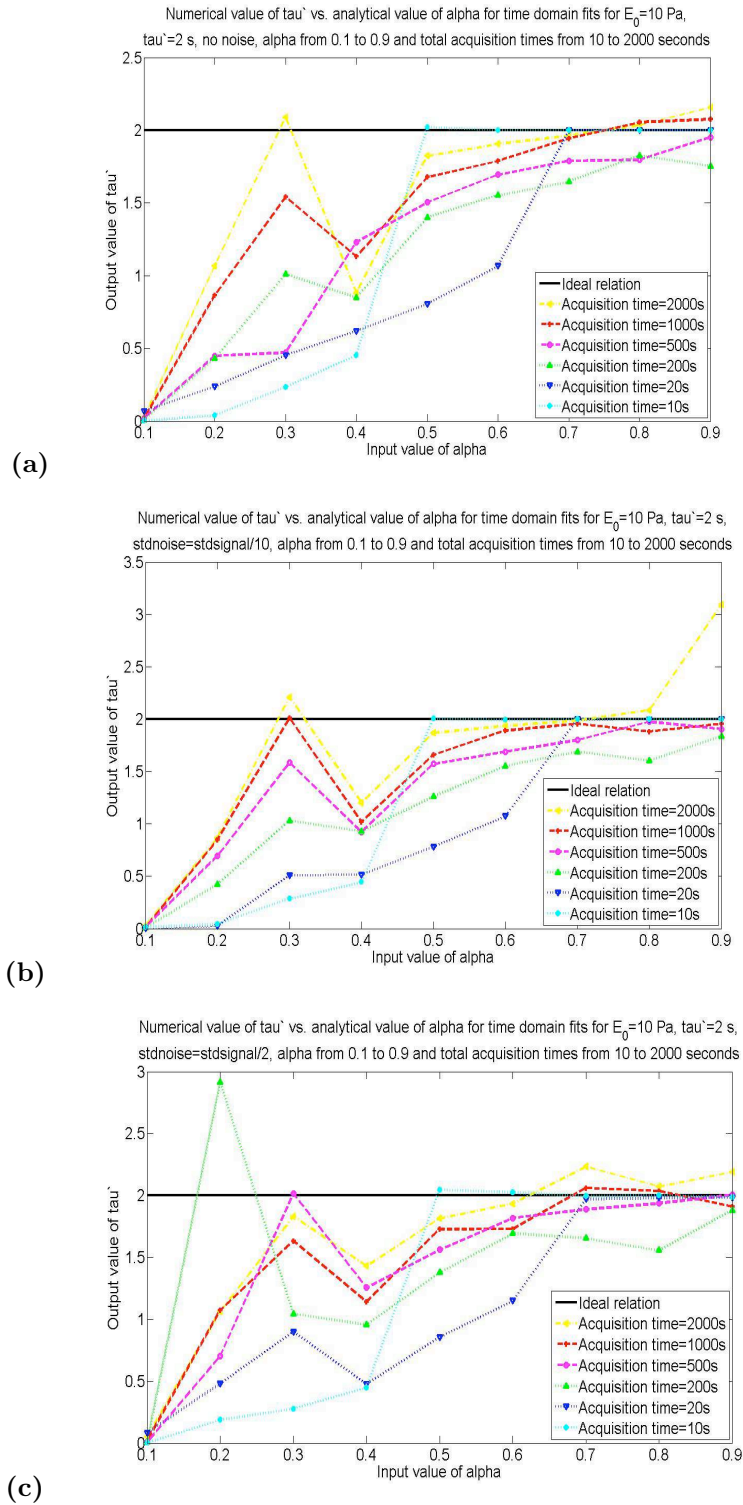 Numerical value of tau` vs. analytical value of alpha for time domain fits for E_0=10 Pa,
tau`=2 s, no noise, alpha from 0.1 to 0.9 and total acquisition times from 10 to 2000 seconds
2.5
2
1.5
1
0.5
0
Output value of tau`
Ideal relation
Acquisition time=2000s
Acquisition time=1000s
Acquisition time=500s
Acquisition time=200s
Acquisition time=20s
Acquisition time=10s
0.1 0.2 0.3 0.4 0.5 0.6 0.7 0.8 0.9
Input value of alpha
(a)
Numerical value of tau` vs. analytical value of alpha for time domain fits for E_0=10 Pa, tau`=2 s,
stdnoise=stdsignal/10, alpha from 0.1 to 0.9 and total acquisition times from 10 to 2000 seconds
3.5
3
2.5
2
1.5
1
0.5
0
Output value of tau`
Ideal relation
Acquisition time=2000s
Acquisition time=1000s
Acquisition time=500s
Acquisition time=200s
Acquisition time=20s
Acquisition time=10s
0.1 0.2 0.3 0.4 0.5 0.6 0.7 0.8 0.9
Input value of alpha
(b)
Numerical value of tau` vs. analytical value of alpha for time domain fits for E_0=10 Pa, tau`=2 s,
stdnoise=stdsignal/2, alpha from 0.1 to 0.9 and total acquisition times from 10 to 2000 seconds
3
2.5
2
1.5
1
0.5
0
Output value of tau`
Ideal relation
Acquisition time=2000s
Acquisition time=1000s
Acquisition time=500s
Acquisition time=200s
Acquisition time=20s
Acquisition time=10s
0.1 0.2 0.3 0.4 0.5 0.6 0.7 0.8 0.9
Input value of alpha
(c)